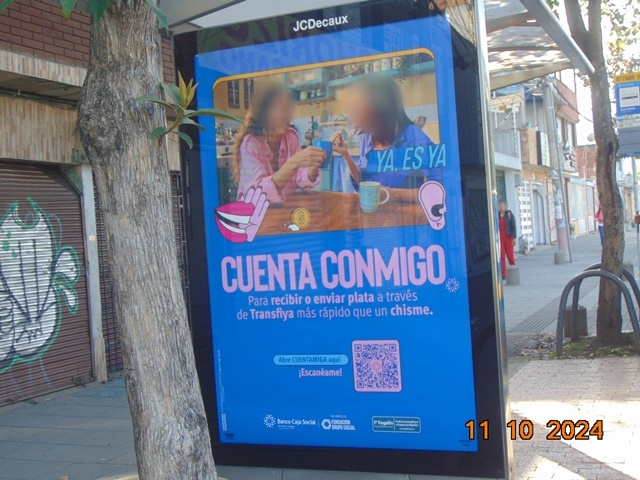 JCDecaux
YA, ES YA
CUENTA CONMIGO
Para recibir o enviar plata a través
de Transfiya más rápido que un chisme.
Abre CUENTAMIGA aquí
¡Escanéame!
Banco Caja Social
FUNDACIÓN
GRUPO SOCIAL
Fogafín
11 10 2024